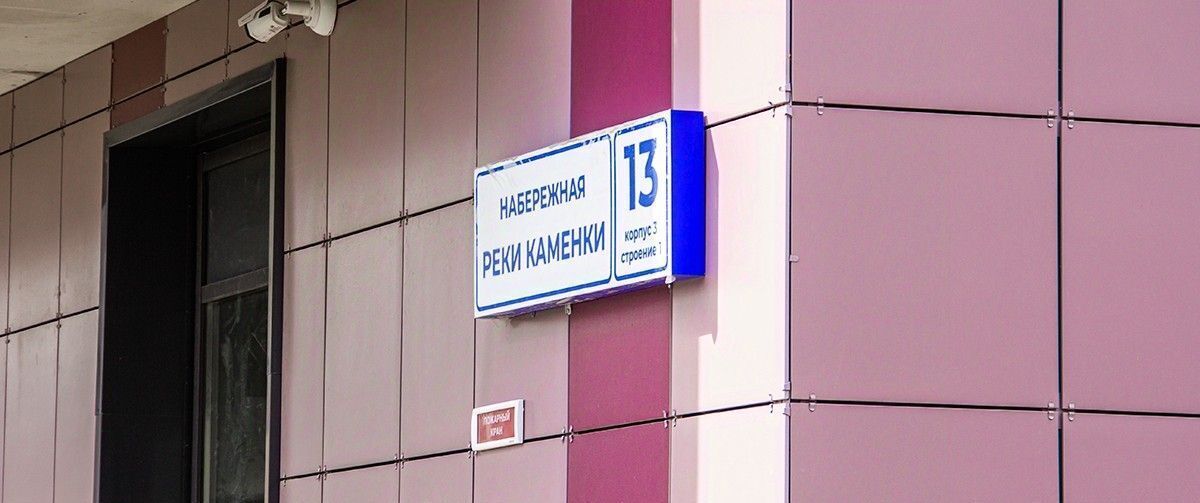 НАБЕРЕЖНАЯ
РЕКИ КАМЕНКИ
13
корпус 3
строение 1
ПОЖАРНЫЙ
КРАН